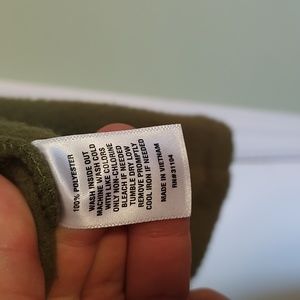 100% POLYESTER
WASH INSIDE OUT
MACHINE WASH COLD
WITH LIKE COLORS
ONLY NON-CHLORINE
BLEACH IF NEEDED
TUMBLE DRY LOW
REMOVE PROMPTLY
COOL IRON IF NEEDED
MADE IN VIETNAM
RN#31104